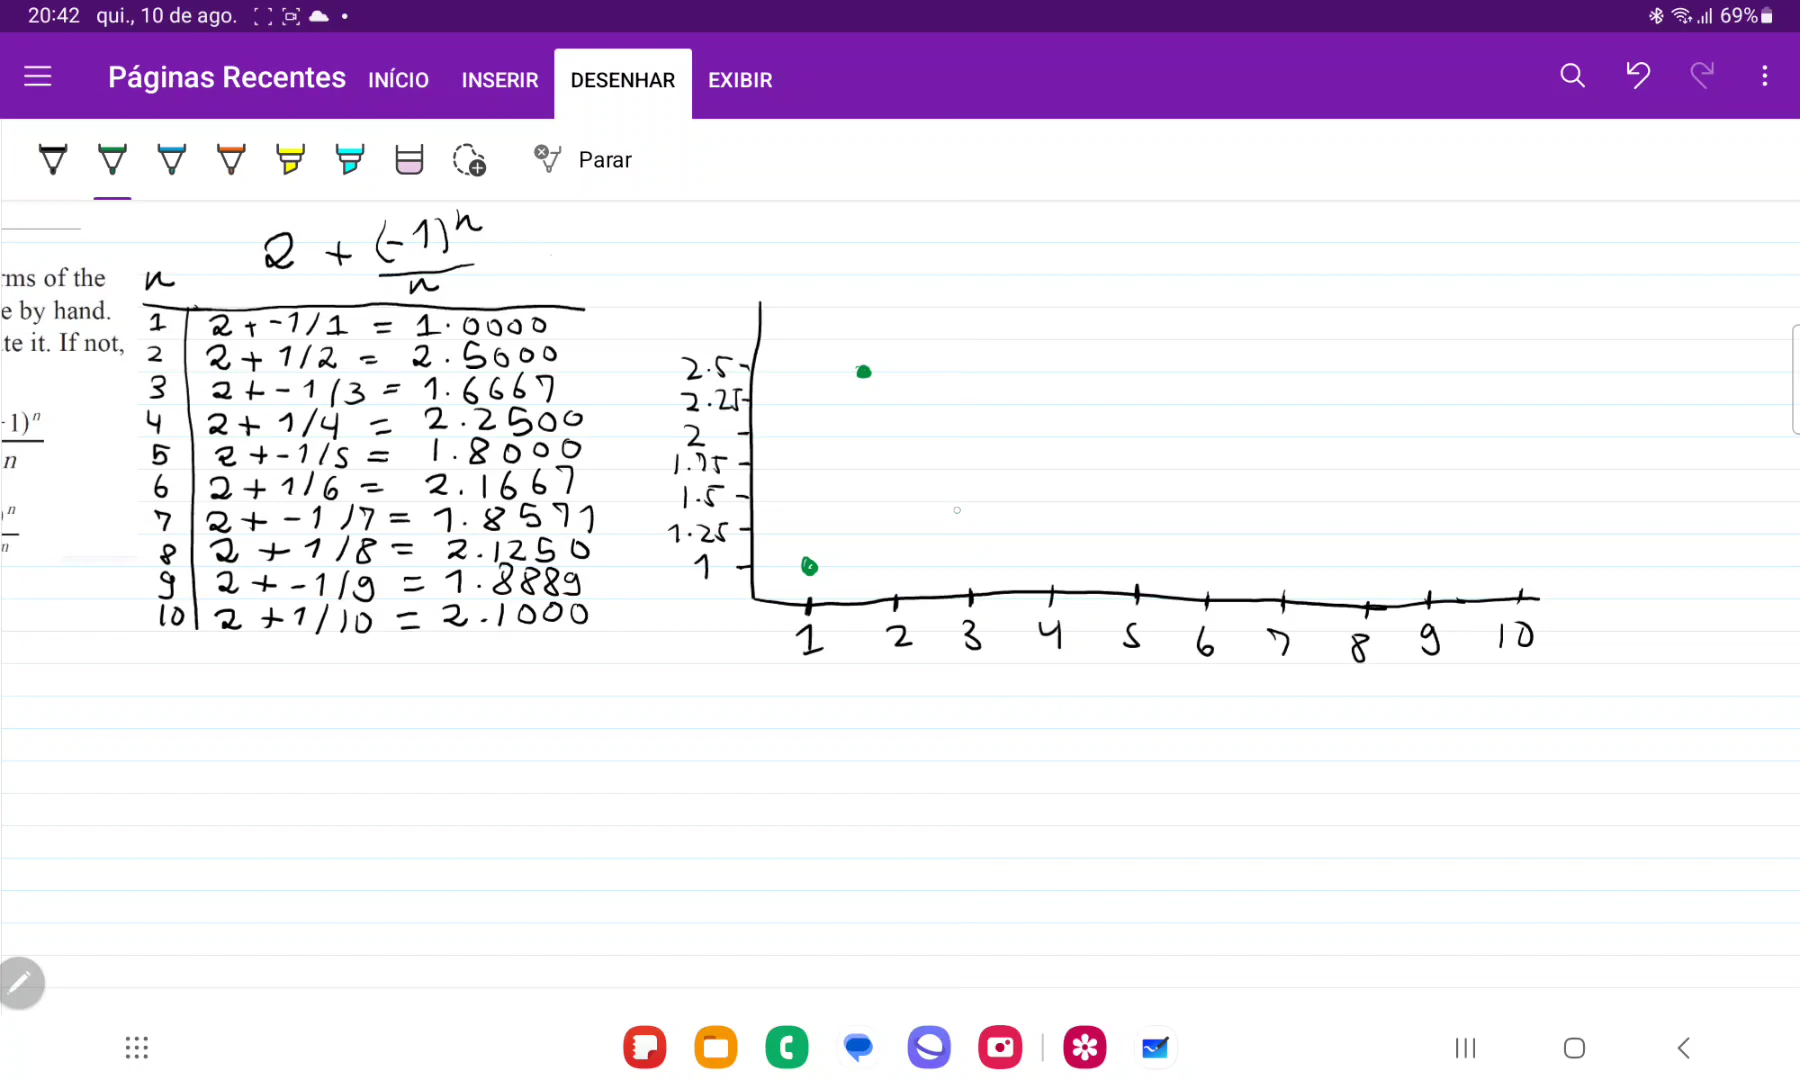 20:42 qui., 10 de ago. 69%
Páginas Recentes INÍCIO INSERIR DESENHAR EXIBIR
Parar
rms of the
e by hand.
te it. If not,
-1)^n
n
n
n
2 + (-1)^n
n
n
1 2 + -1/1 = 1.0000
2 2 + 1/2 = 2.5000
3 2 + -1/3 = 1.6667
4 2 + 1/4 = 2.2500
5 2 + -1/5 = 1.8000
6 2 + 1/6 = 2.1667
7 2 + -1/7 = 1.8571
8 2 + 1/8 = 2.1250
9 2 + -1/9 = 1.8889
10 2 + 1/10 = 2.1000
2.5
2.25
2
1.75
1.5
1.25
1
1 2 3 4 5 6 7 8 9 10